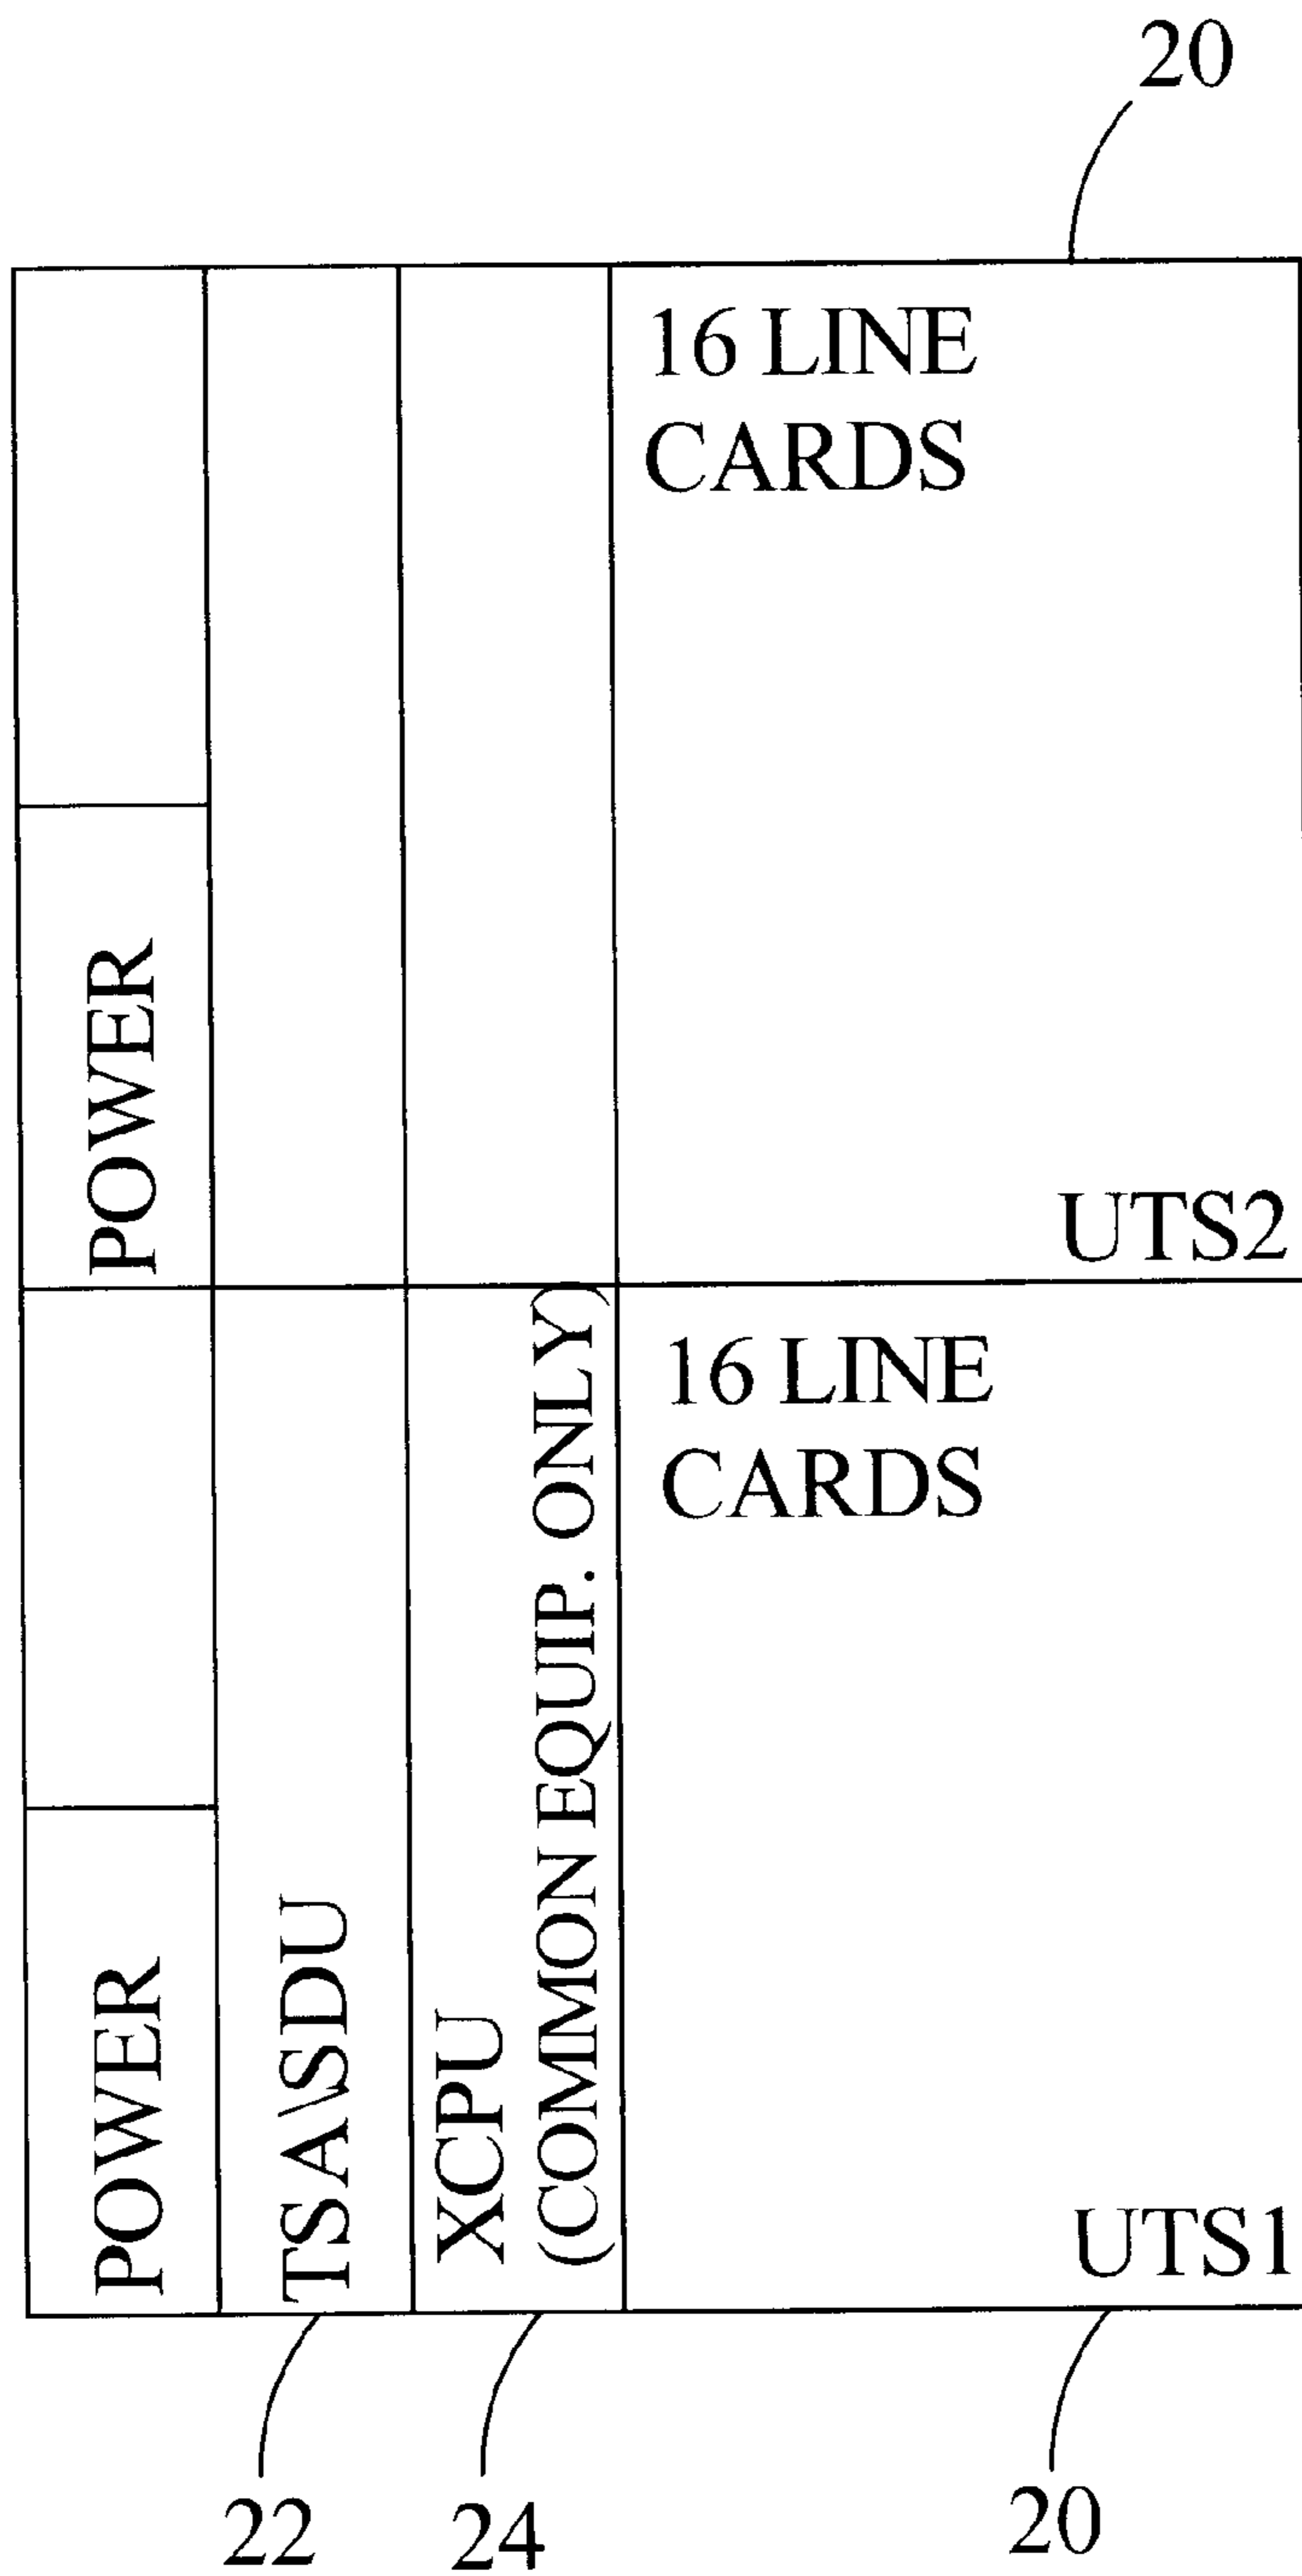 20
16 LINE
CARDS
POWER
UTS2
16 LINE
CARDS
POWER
TSA\SDU
XCPU
(COMMON EQUIP. ONLY)
UTS1
22
24
20